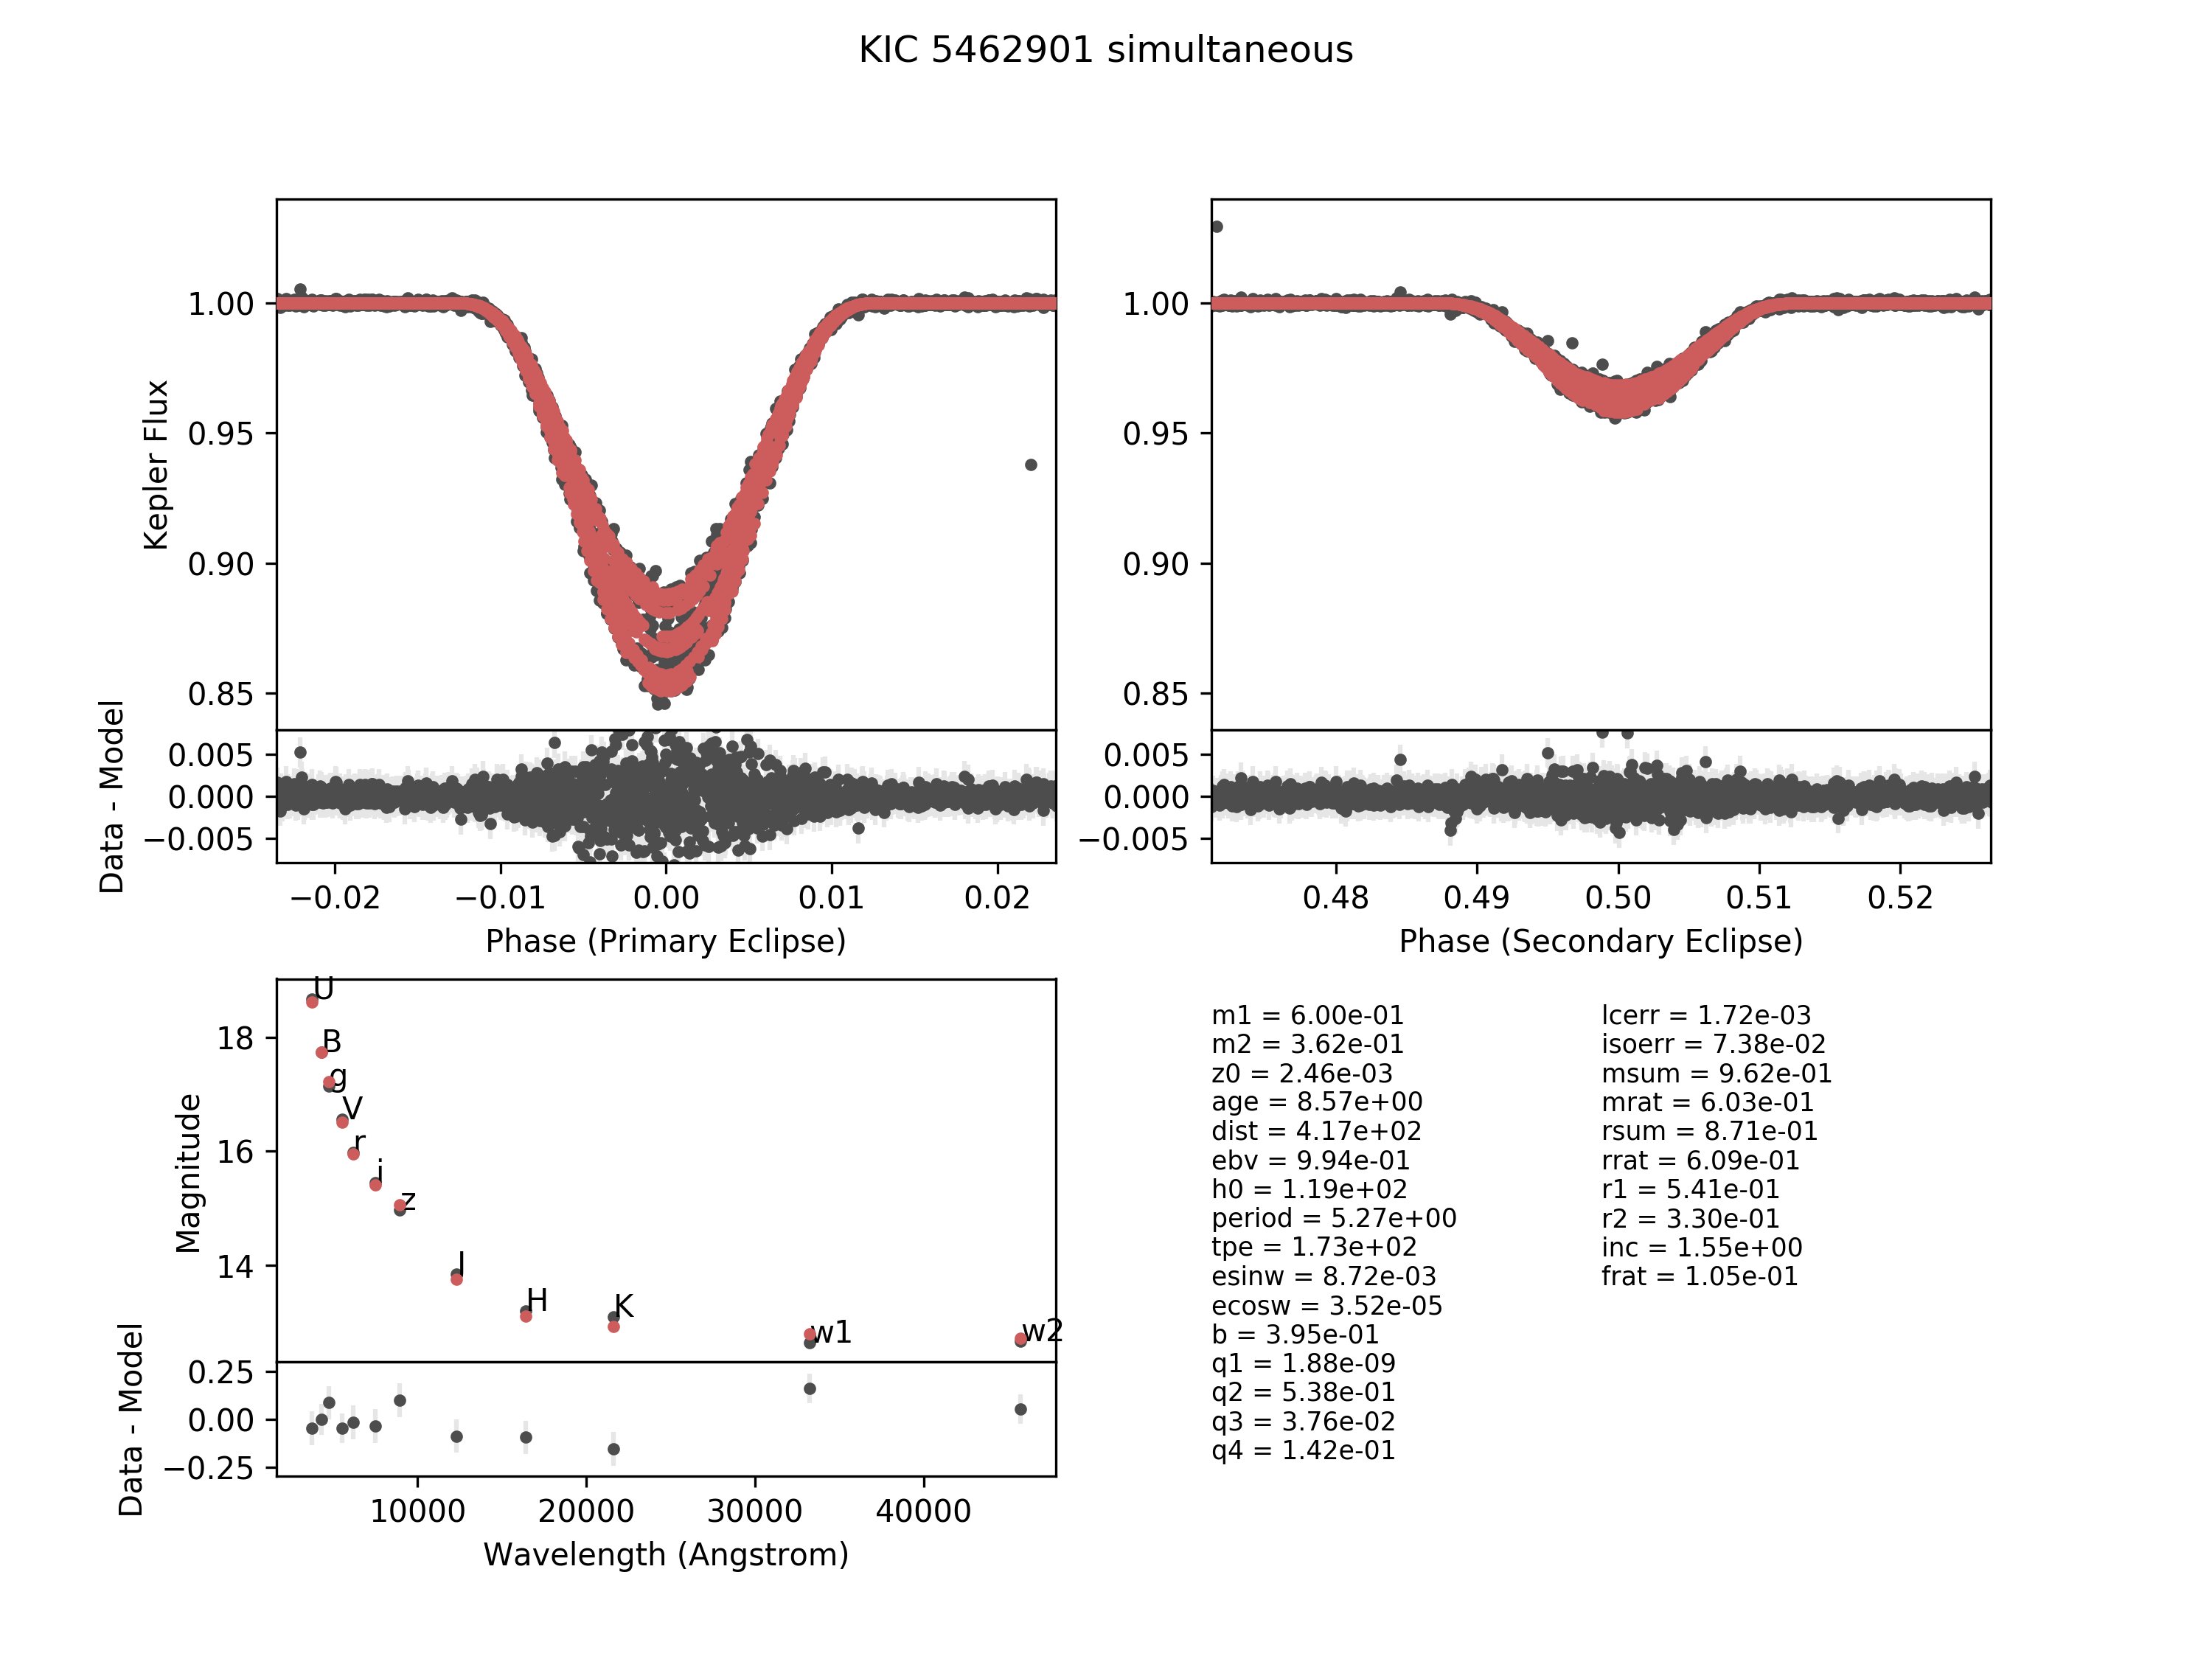 KIC 5462901 simultaneous
Kepler Flux
1.00
0.95
0.90
0.85
1.00
0.95
0.90
0.85
Data - Model
0.005
0.000
−0.005
0.005
0.000
−0.005
−0.02 −0.01 0.00 0.01 0.02
0.48 0.49 0.50 0.51 0.52
Phase (Primary Eclipse)
Phase (Secondary Eclipse)
Magnitude
18
16
14
U
B
g
V
r
i
z
J
H
K
w1
w2
Data - Model
0.25
0.00
−0.25
10000 20000 30000 40000
Wavelength (Angstrom)
m1 = 6.00e-01
m2 = 3.62e-01
z0 = 2.46e-03
age = 8.57e+00
dist = 4.17e+02
ebv = 9.94e-01
h0 = 1.19e+02
period = 5.27e+00
tpe = 1.73e+02
esinw = 8.72e-03
ecosw = 3.52e-05
b = 3.95e-01
q1 = 1.88e-09
q2 = 5.38e-01
q3 = 3.76e-02
q4 = 1.42e-01
lcerr = 1.72e-03
isoerr = 7.38e-02
msum = 9.62e-01
mrat = 6.03e-01
rsum = 8.71e-01
rrat = 6.09e-01
r1 = 5.41e-01
r2 = 3.30e-01
inc = 1.55e+00
frat = 1.05e-01